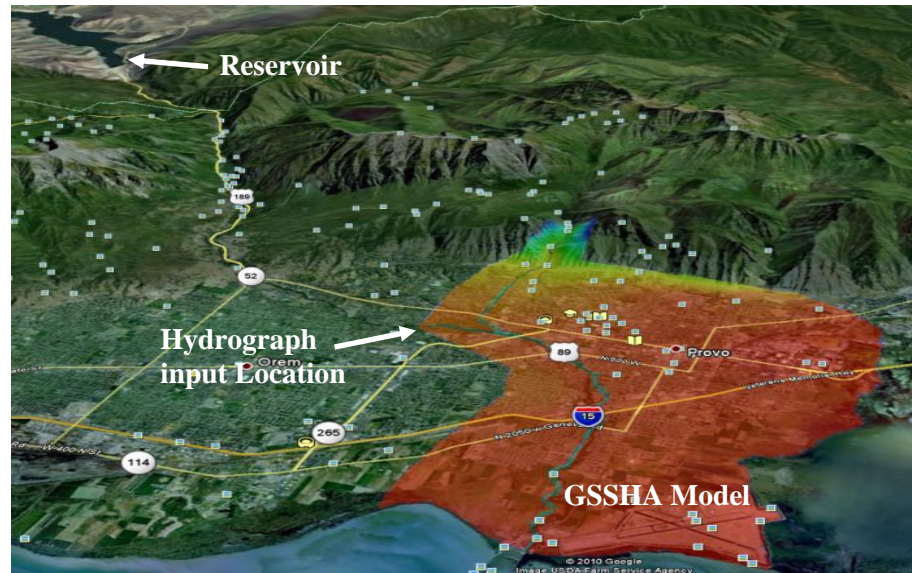 Reservoir
189
52
Hydrograph
input Location
Orem
89
N 500 W
Provo
15
265
114
GSSHA Model
© 2010 Google
Image USDA Farm Service Agency